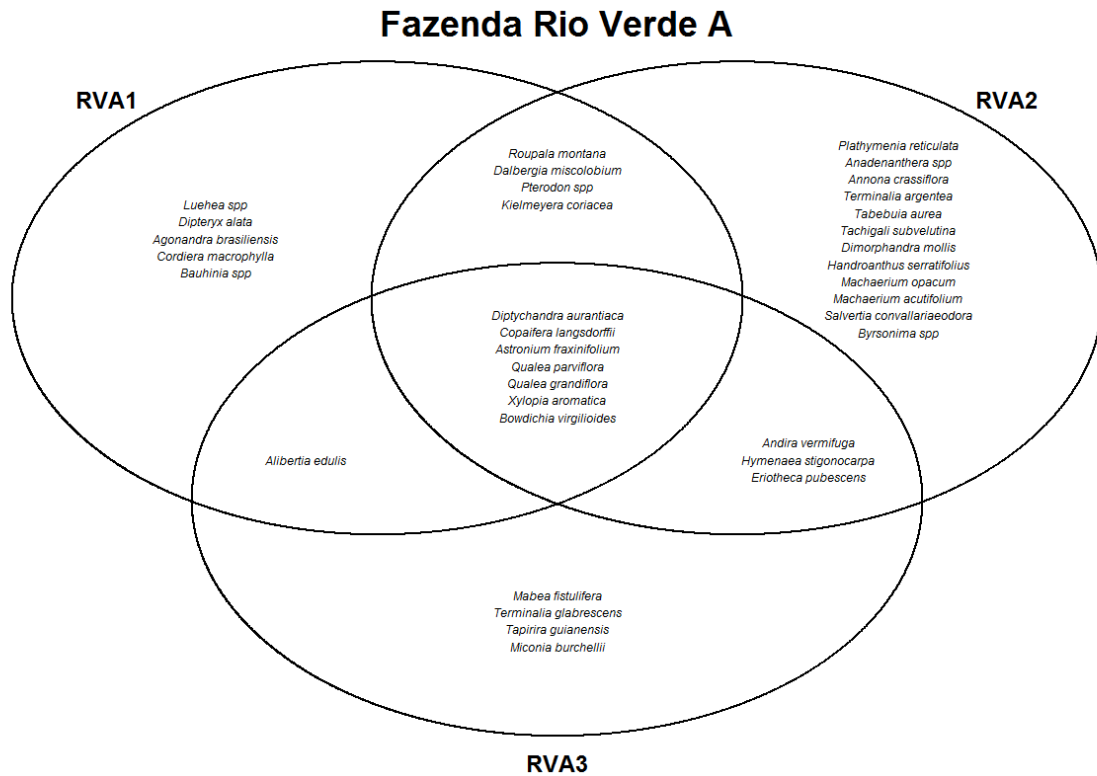 Fazenda Rio Verde A
RVA1
RVA2
Luehea spp
Dipteryx alata
Agonandra brasiliensis
Cordiera macrophylla
Bauhinia spp
Roupala montana
Dalbergia miscolobium
Pterodon spp
Kielmeyera coriacea
Plathymenia reticulata
Anadenanthera spp
Annona crassiflora
Terminalia argentea
Tabebuia aurea
Tachigali subvelutina
Dimorphandra mollis
Handroanthus serratifolius
Machaerium opacum
Machaerium acutifolium
Salvertia convallariaeodora
Byrsonima spp
Diptychandra aurantiaca
Copaifera langsdorffii
Astronium fraxinifolium
Qualea parviflora
Qualea grandiflora
Xylopia aromatica
Bowdichia virgilioides
Alibertia edulis
Andira vermifuga
Hymenaea stigonocarpa
Eriotheca pubescens
Mabea fistulifera
Terminalia glabrescens
Tapirira guianensis
Miconia burchellii
RVA3